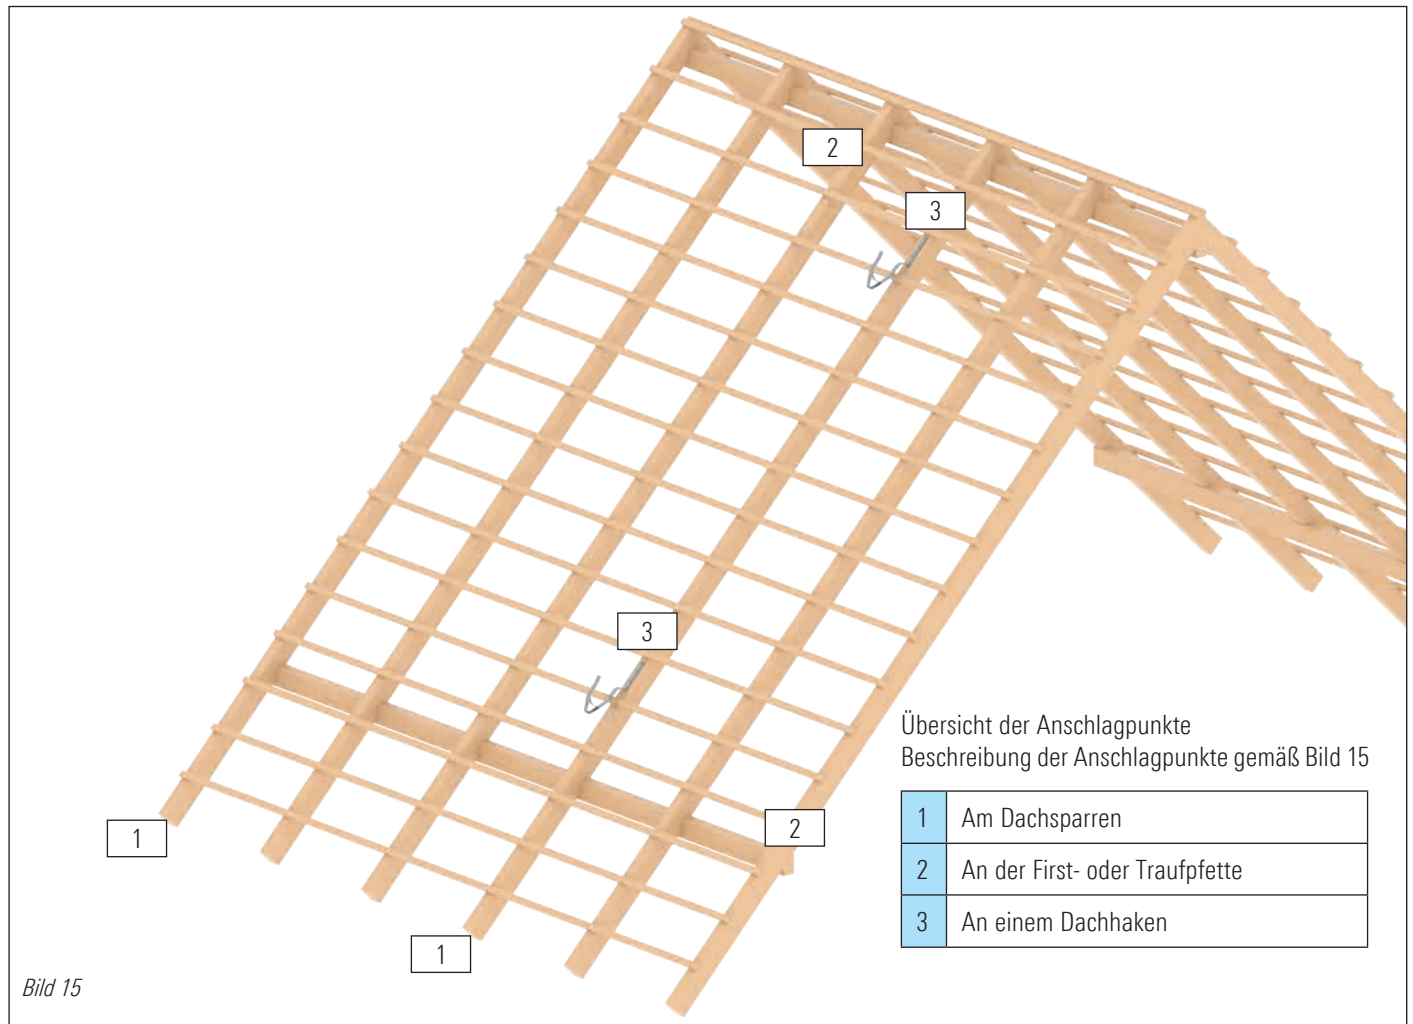 2
3
3
Übersicht der Anschlagpunkte
Beschreibung der Anschlagpunkte gemäß Bild 15
1 Am Dachsparren
2 An der First- oder Traufpfette
3 An einem Dachhaken
2
1
1
Bild 15